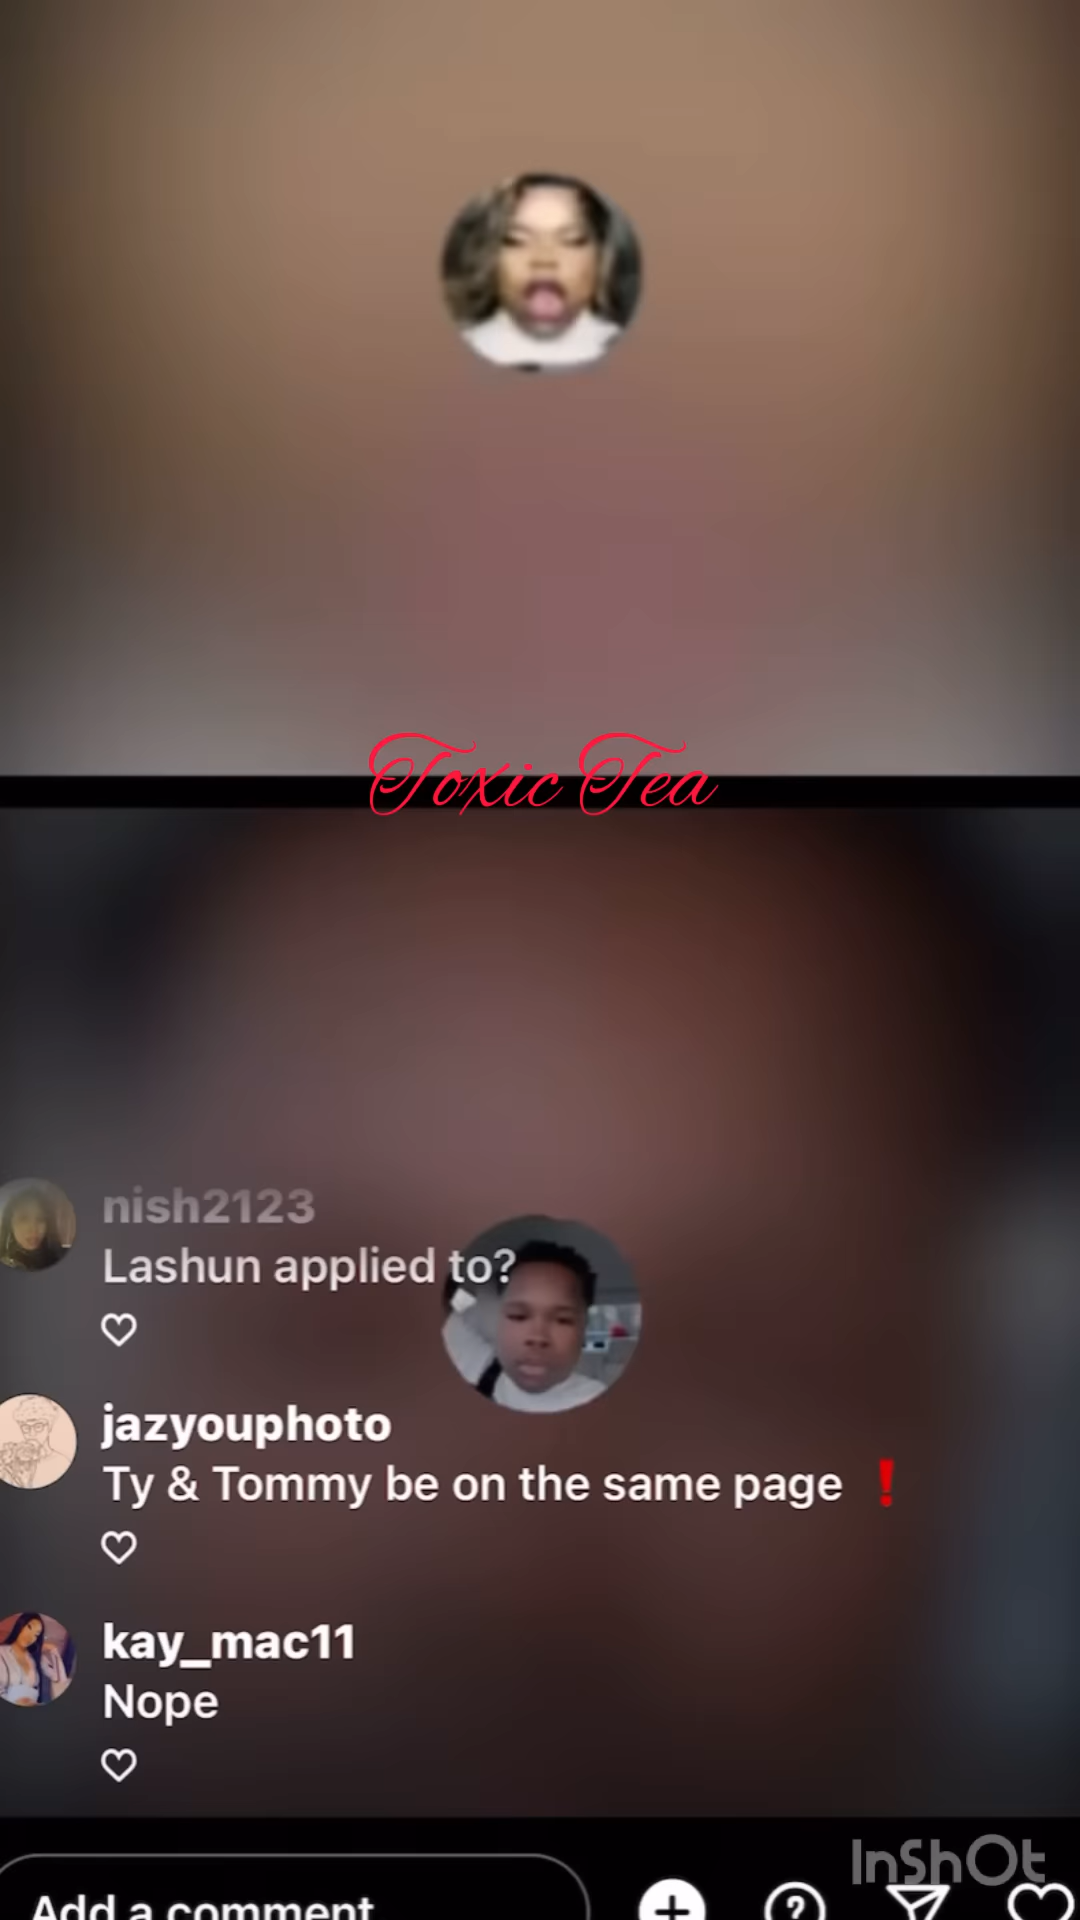 Toxic Tea
nish2123
Lashun applied to?
jazyouphoto
Ty & Tommy be on the same page ❗
kay_mac11
Nope
InShOt
Add a comment